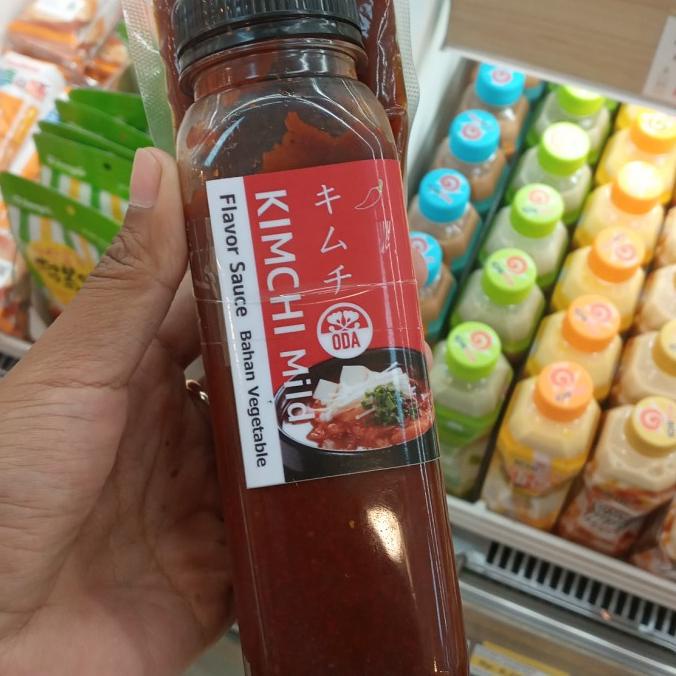 キムチ
KIMCHI Mild
Flavor Sauce Bahan Vegetable
ODA